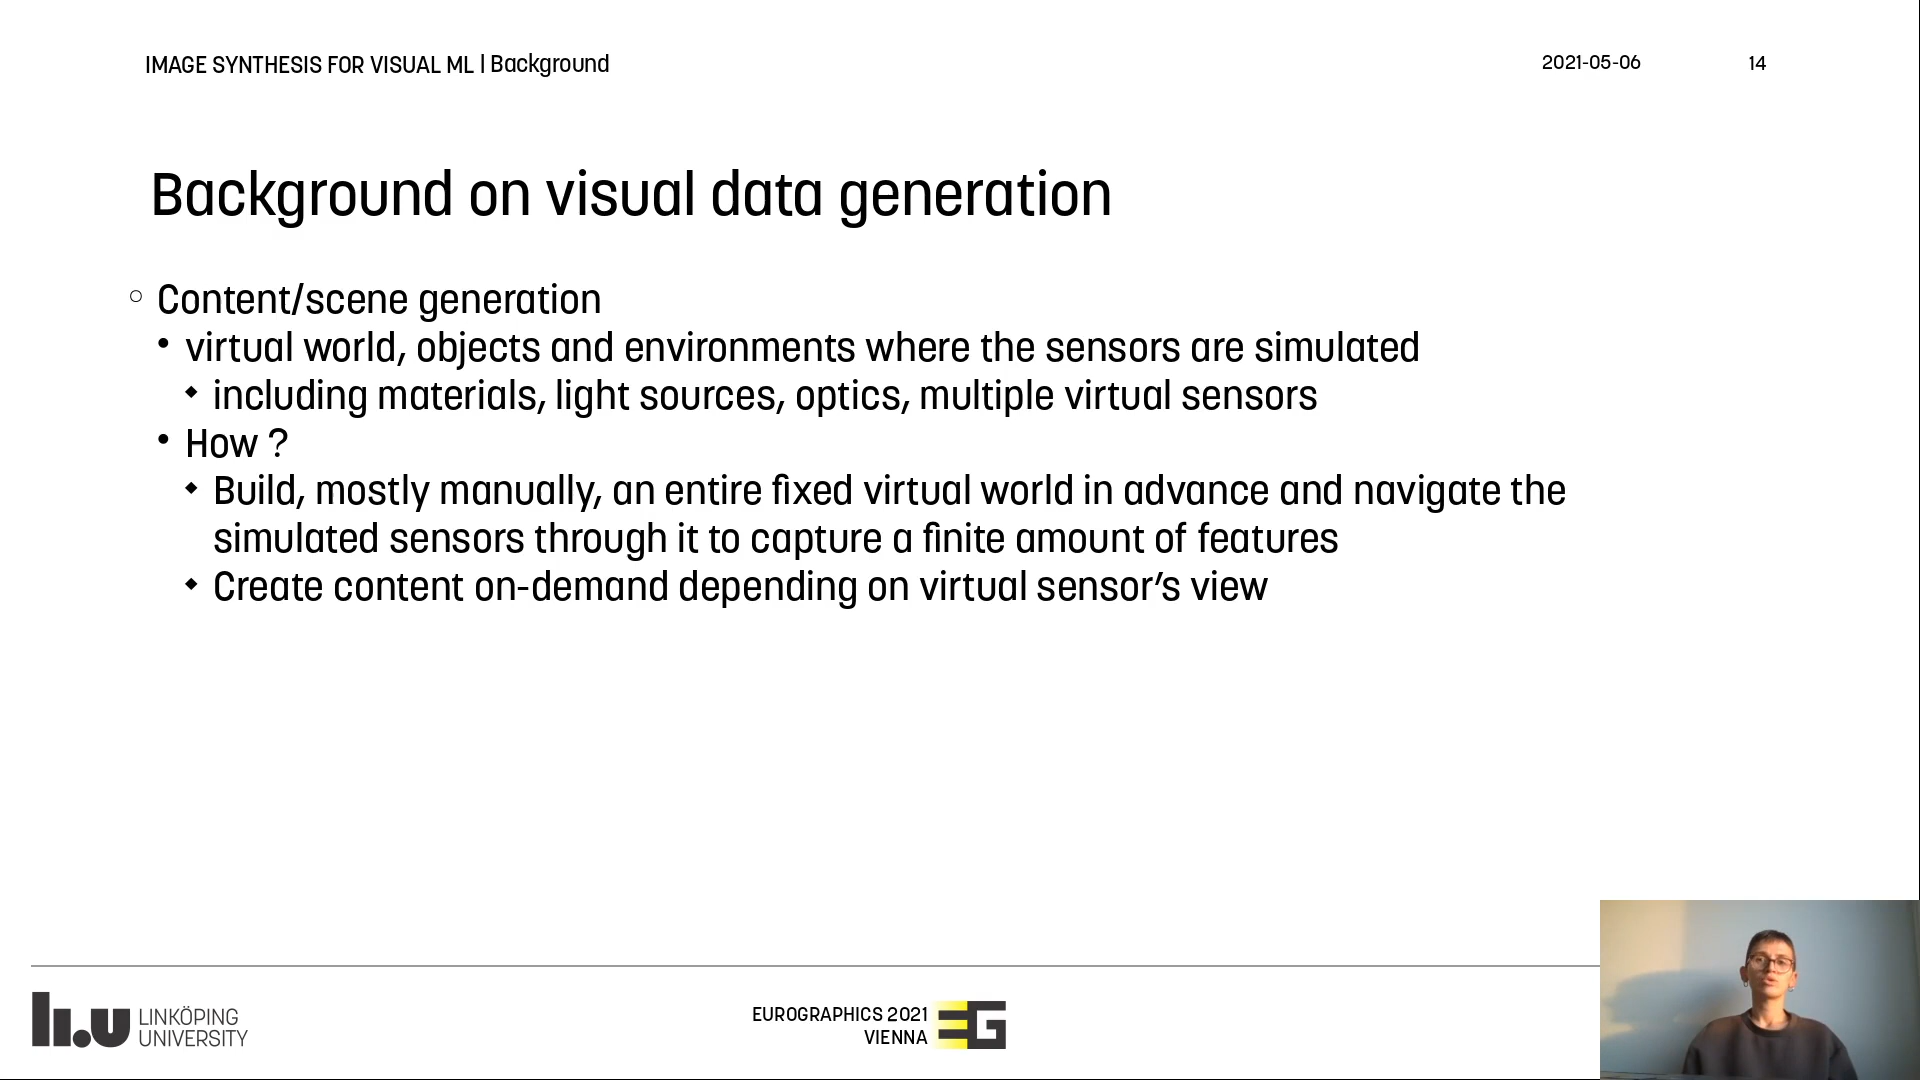 IMAGE SYNTHESIS FOR VISUAL ML | Background
2021-05-06
14
Background on visual data generation
Content/scene generation
virtual world, objects and environments where the sensors are simulated
including materials, light sources, optics, multiple virtual sensors
How ?
Build, mostly manually, an entire fixed virtual world in advance and navigate the
simulated sensors through it to capture a finite amount of features
Create content on-demand depending on virtual sensor’s view
li.u LINKÖPING
UNIVERSITY
EUROGRAPHICS 2021
VIENNA
EG